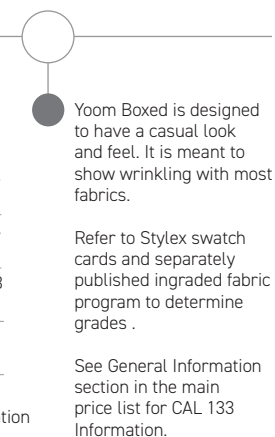 Yoom Boxed is designed
to have a casual look
and feel. It is meant to
show wrinkling with most
fabrics.
Refer to Stylex swatch
cards and separately
published ingraded fabric
program to determine
grades .
See General Information
section in the main
price list for CAL 133
Information.